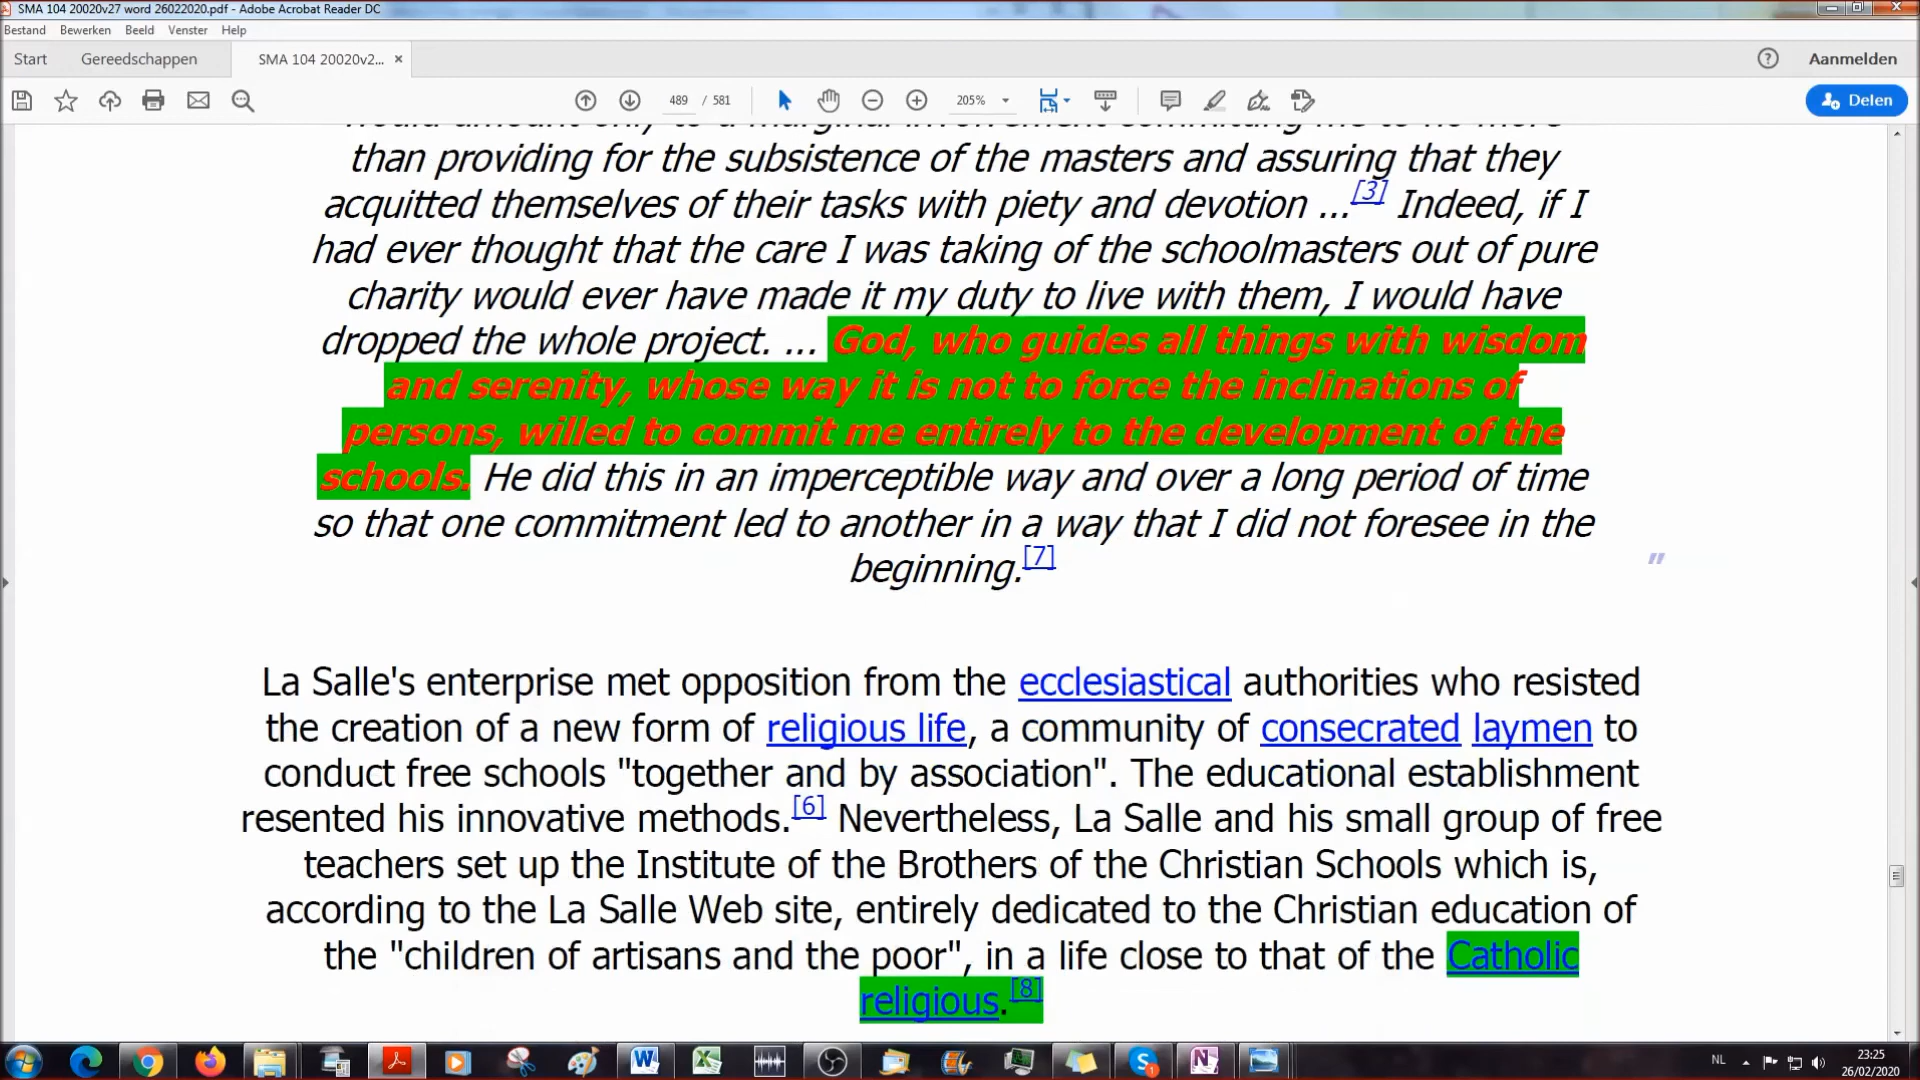 SMA 104 20020v27 word 26022020.pdf - Adobe Acrobat Reader DC
Bestand Bewerken Beeld Venster Help
Start Gereedschappen SMA 104 20020v2... × Aanmelden
489 / 581 205% Delen
would amount only to a marginal involvement committing me to no more
than providing for the subsistence of the masters and assuring that they
acquitted themselves of their tasks with piety and devotion ...[3] Indeed, if I
had ever thought that the care I was taking of the schoolmasters out of pure
charity would ever have made it my duty to live with them, I would have
dropped the whole project. ... God, who guides all things with wisdom
and serenity, whose way it is not to force the inclinations of
persons, willed to commit me entirely to the development of the
schools. He did this in an imperceptible way and over a long period of time
so that one commitment led to another in a way that I did not foresee in the
beginning.[7] "
La Salle's enterprise met opposition from the ecclesiastical authorities who resisted
the creation of a new form of religious life, a community of consecrated laymen to
conduct free schools "together and by association". The educational establishment
resented his innovative methods.[6] Nevertheless, La Salle and his small group of free
teachers set up the Institute of the Brothers of the Christian Schools which is,
according to the La Salle Web site, entirely dedicated to the Christian education of
the "children of artisans and the poor", in a life close to that of the Catholic
religious.[8]
NL 23:25
26/02/2020